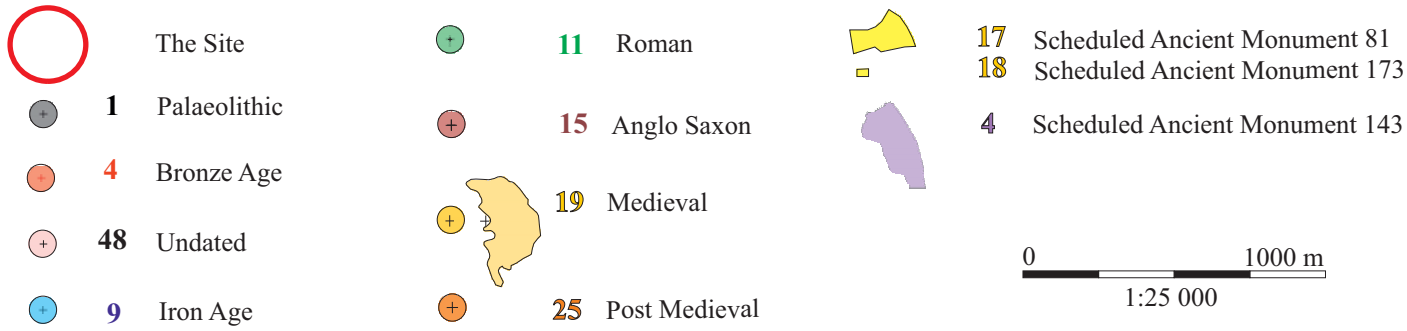 The Site
1 Palaeolithic
4 Bronze Age
48 Undated
9 Iron Age
11 Roman
15 Anglo Saxon
19 Medieval
25 Post Medieval
17 Scheduled Ancient Monument 81
18 Scheduled Ancient Monument 173
4 Scheduled Ancient Monument 143
0 1000 m
1:25 000